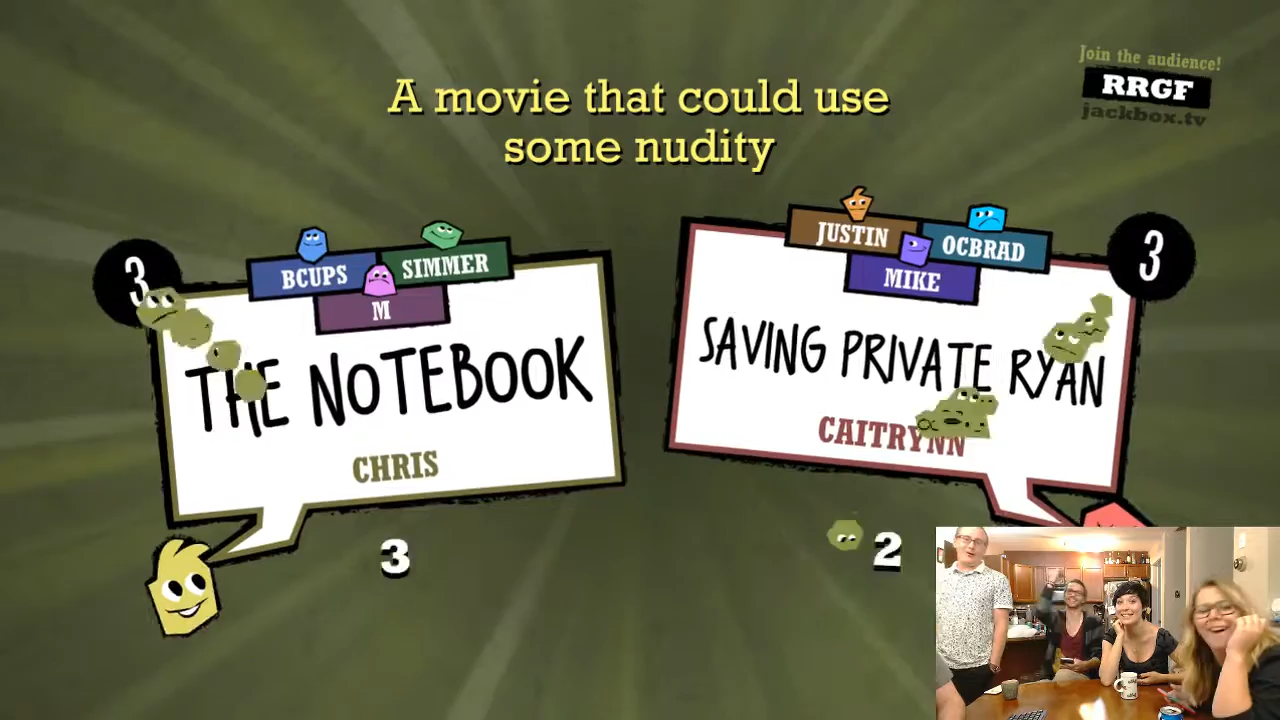 A movie that could use
some nudity
Join the audience!
RRGF
jackbox.tv
3
BCUPS
SIMMER
M
THE NOTEBOOK
CHRIS
3
JUSTIN
OCBRAD
MIKE
3
SAVING PRIVATE RYAN
CAITRYNN
2